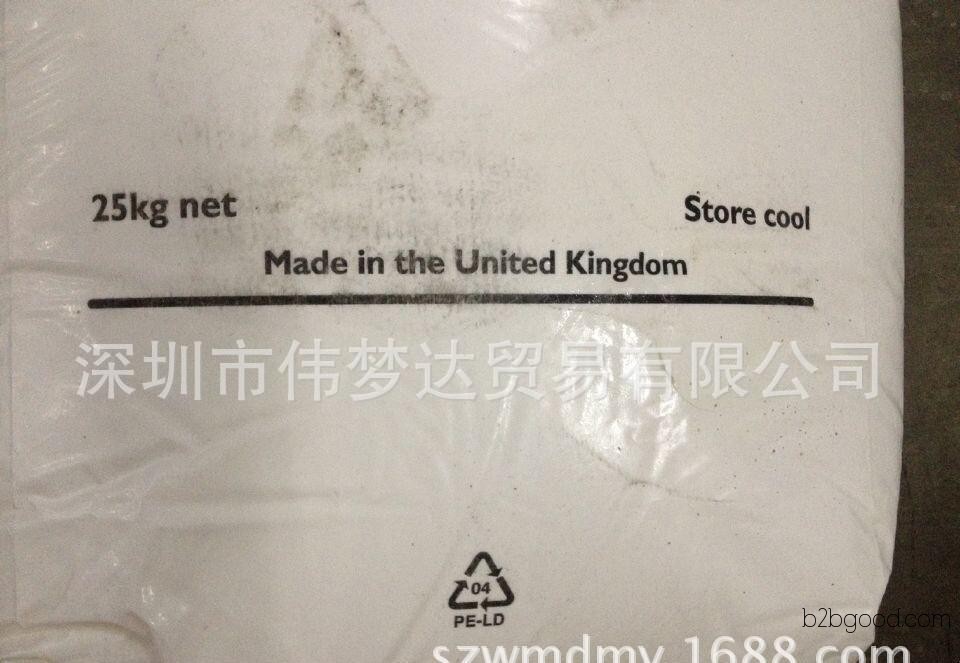 25kg net
Store cool
Made in the United Kingdom
深圳市伟梦达贸易有限公司
04
PE-LD
b2bgood.com
szwmdmy.1688.com